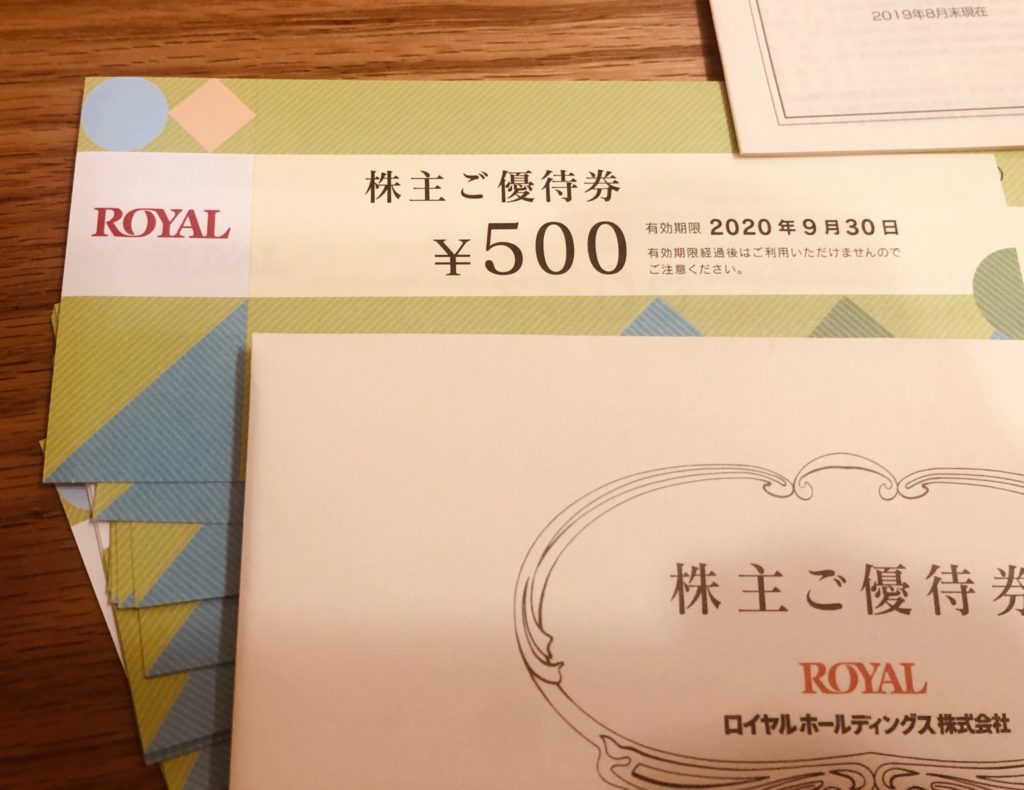 2019年8月末現在
ROYAL
株主ご優待券
¥500
有効期限 2020年9月30日
有効期限経過後はご利用いただけませんので
ご注意ください。
株主ご優待券
ROYAL
ロイヤルホールディングス株式会社